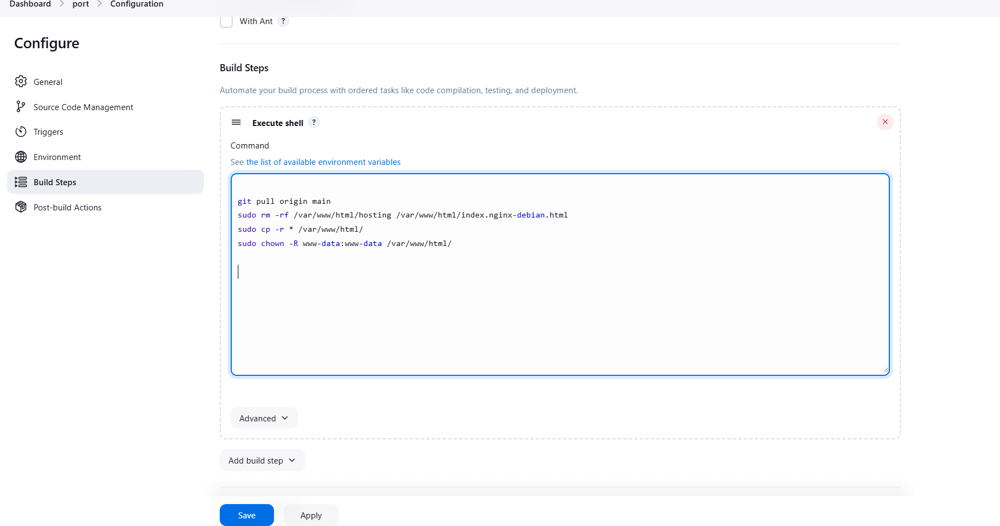 Dashboard > port > Configuration
With Ant ?
Configure
General
Source Code Management
Triggers
Environment
Build Steps
Post-build Actions
Build Steps
Automate your build process with ordered tasks like code compilation, testing, and deployment.
Execute shell ?
Command
See the list of available environment variables
git pull origin main
sudo rm -rf /var/www/html/hosting /var/www/html/index.nginx-debian.html
sudo cp -r * /var/www/html/
sudo chown -R www-data:www-data /var/www/html/
Advanced
Add build step
Save
Apply